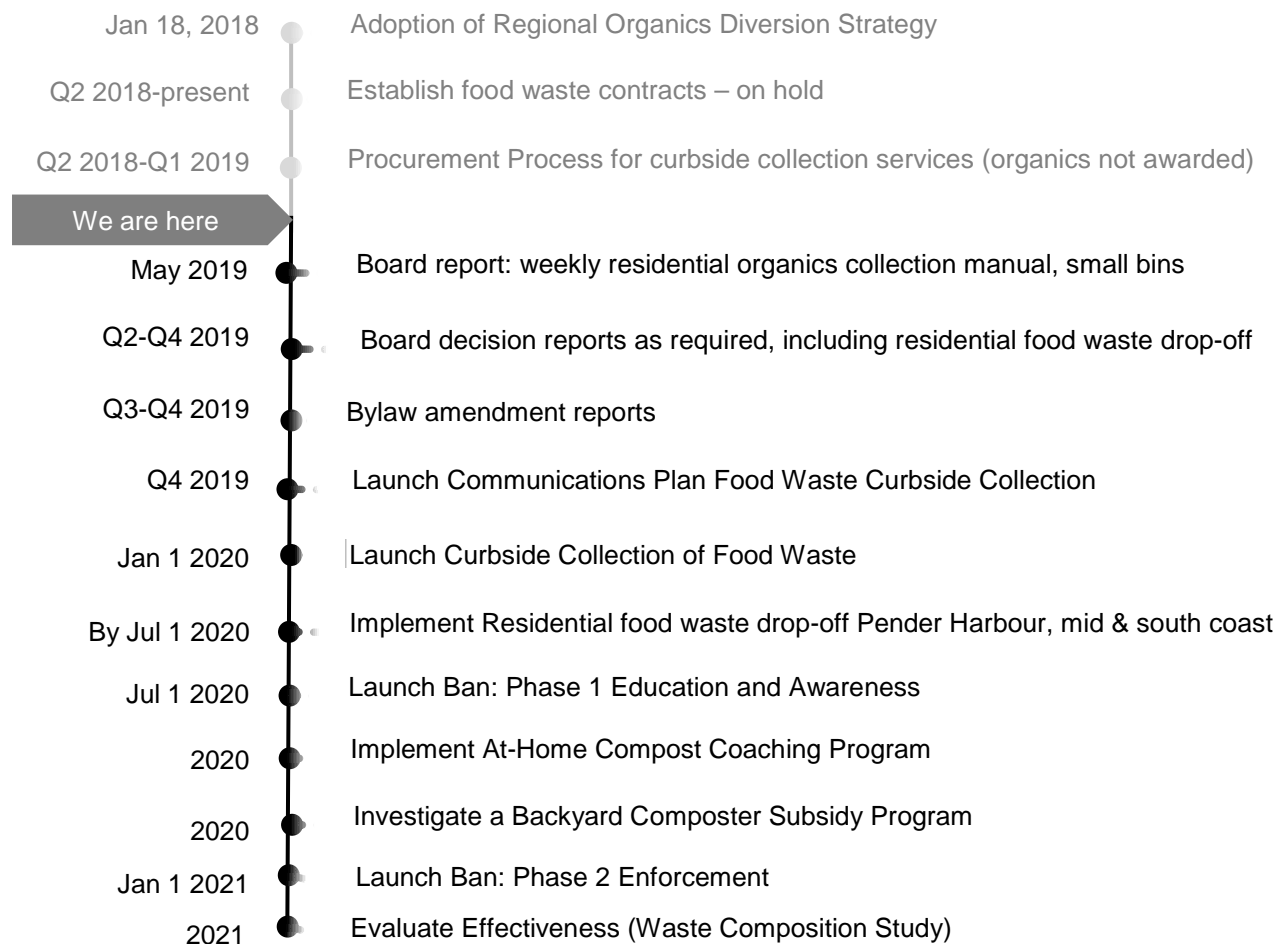 Jan 18, 2018 Adoption of Regional Organics Diversion Strategy
Q2 2018-present Establish food waste contracts – on hold
Q2 2018-Q1 2019 Procurement Process for curbside collection services (organics not awarded)
We are here
May 2019 Board report: weekly residential organics collection manual, small bins
Q2-Q4 2019 Board decision reports as required, including residential food waste drop-off
Q3-Q4 2019 Bylaw amendment reports
Q4 2019 Launch Communications Plan Food Waste Curbside Collection
Jan 1 2020 Launch Curbside Collection of Food Waste
By Jul 1 2020 Implement Residential food waste drop-off Pender Harbour, mid & south coast
Jul 1 2020 Launch Ban: Phase 1 Education and Awareness
2020 Implement At-Home Compost Coaching Program
2020 Investigate a Backyard Composter Subsidy Program
Jan 1 2021 Launch Ban: Phase 2 Enforcement
2021 Evaluate Effectiveness (Waste Composition Study)